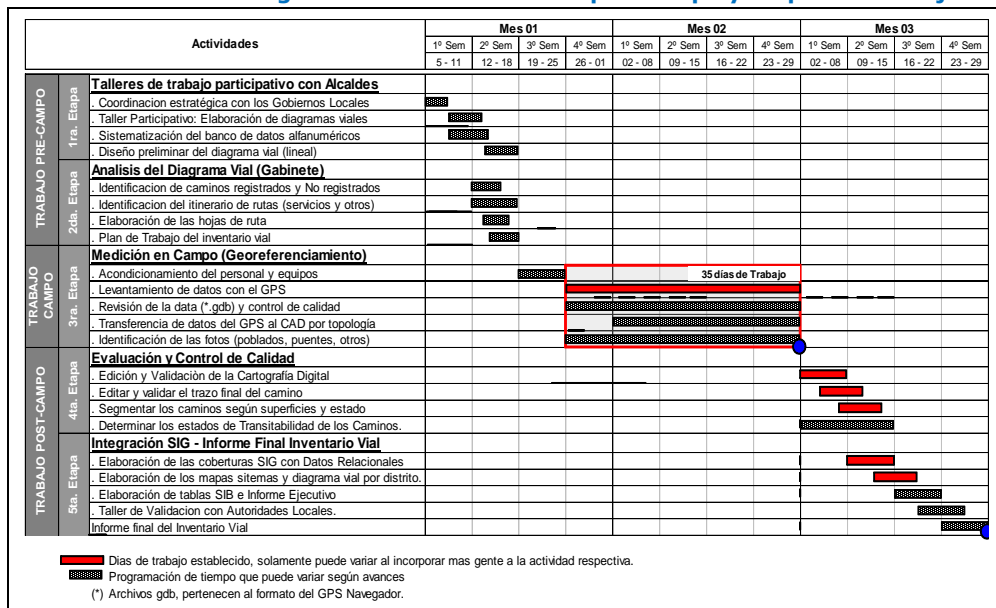 Actividades
Mes 01
Mes 02
Mes 03
1º Sem 2º Sem 3º Sem 4º Sem 1º Sem 2º Sem 3º Sem 4º Sem 1º Sem 2º Sem 3º Sem 4º Sem
5 - 11 12 - 18 19 - 25 26 - 01 02 - 08 09 - 15 16 - 22 23 - 29 02 - 08 09 - 15 16 - 22 23 - 29
TRABAJO PRE-CAMPO
1ra. Etapa
Talleres de trabajo participativo con Alcaldes
. Coordinacion estratégica con los Gobiernos Locales
. Taller Participativo: Elaboración de diagramas viales
. Sistematización del banco de datos alfanuméricos
. Diseño preliminar del diagrama vial (lineal)
2da. Etapa
Analisis del Diagrama Vial (Gabinete)
. Identificacion de caminos registrados y No registrados
. Identificacion del itinerario de rutas (servicios y otros)
. Elaboración de las hojas de ruta
. Plan de Trabajo del inventario vial
TRABAJO CAMPO
3ra. Etapa
Medición en Campo (Georeferenciamiento)
. Acondicionamiento del personal y equipos
35 días de Trabajo
. Levantamiento de datos con el GPS
. Revisión de la data (*.gdb) y control de calidad
. Transferencia de datos del GPS al CAD por topología
. Identificación de las fotos (poblados, puentes, otros)
TRABAJO POST-CAMPO
4ta. Etapa
Evaluación y Control de Calidad
. Edición y Validaciòn de la Cartografía Digital
. Editar y validar el trazo final del camino
. Segmentar los caminos según superficies y estado
. Determinar los estados de Transitabilidad de los Caminos.
5ta. Etapa
Integración SIG - Informe Final Inventario Vial
. Elaboración de las coberturas SIG con Datos Relacionales
. Elaboración de los mapas sitemas y diagrama vial por distrito.
. Elaboración de tablas SIB e Informe Ejecutivo
. Taller de Validacion con Autoridades Locales.
Informe final del Inventario Vial
Dias de trabajo establecido, solamente puede variar al incorporar mas gente a la actividad respectiva.
Programación de tiempo que puede variar según avances
(*) Archivos gdb, pertenecen al formato del GPS Navegador.